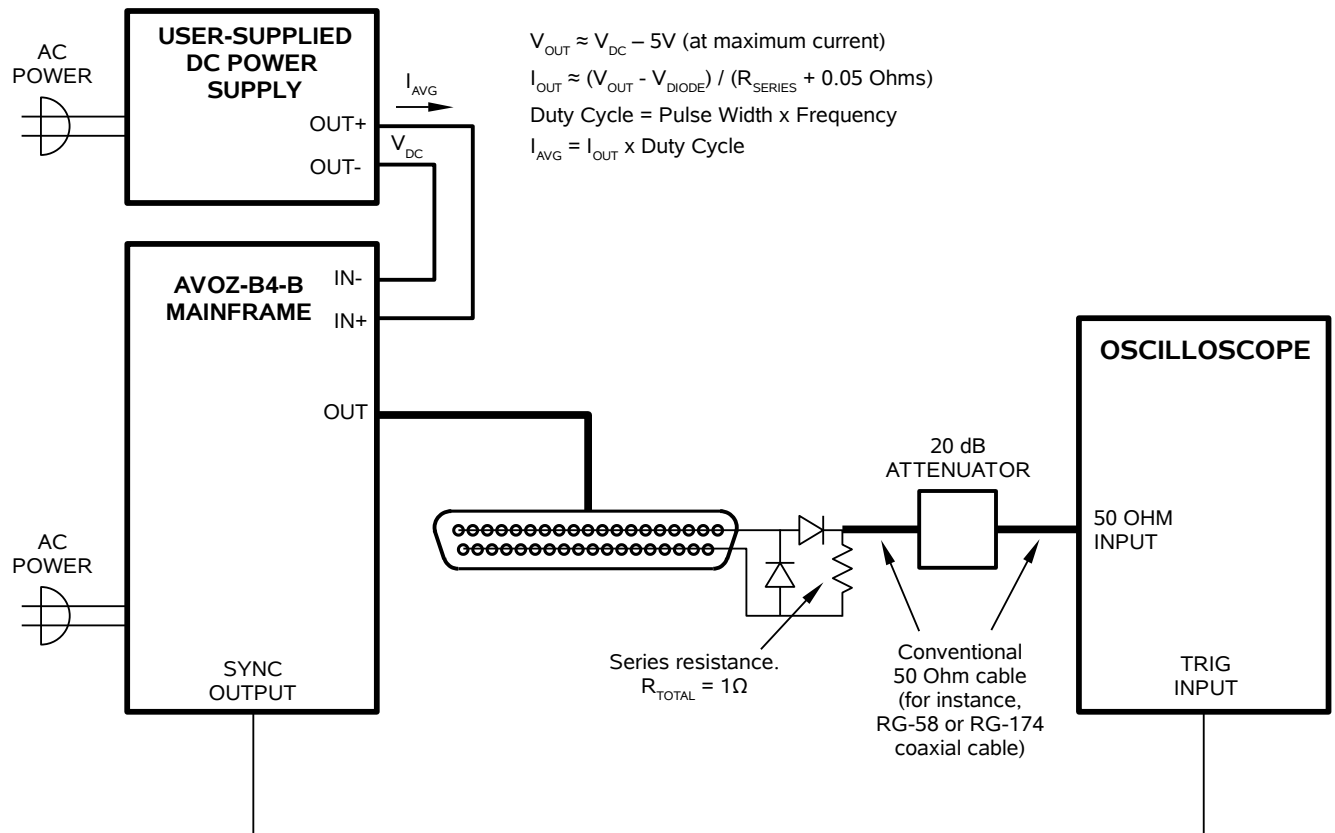 AC
POWER
USER-SUPPLIED
DC POWER
SUPPLY
OUT+
OUT-
I_AVG
V_DC
V_OUT ≈ V_DC – 5V (at maximum current)
I_OUT ≈ (V_OUT - V_DIODE) / (R_SERIES + 0.05 Ohms)
Duty Cycle = Pulse Width x Frequency
I_AVG = I_OUT x Duty Cycle
AVOZ-B4-B
MAINFRAME
IN-
IN+
OUT
AC
POWER
SYNC
OUTPUT
Series resistance.
R_TOTAL = 1Ω
20 dB
ATTENUATOR
Conventional
50 Ohm cable
(for instance,
RG-58 or RG-174
coaxial cable)
OSCILLOSCOPE
50 OHM
INPUT
TRIG
INPUT